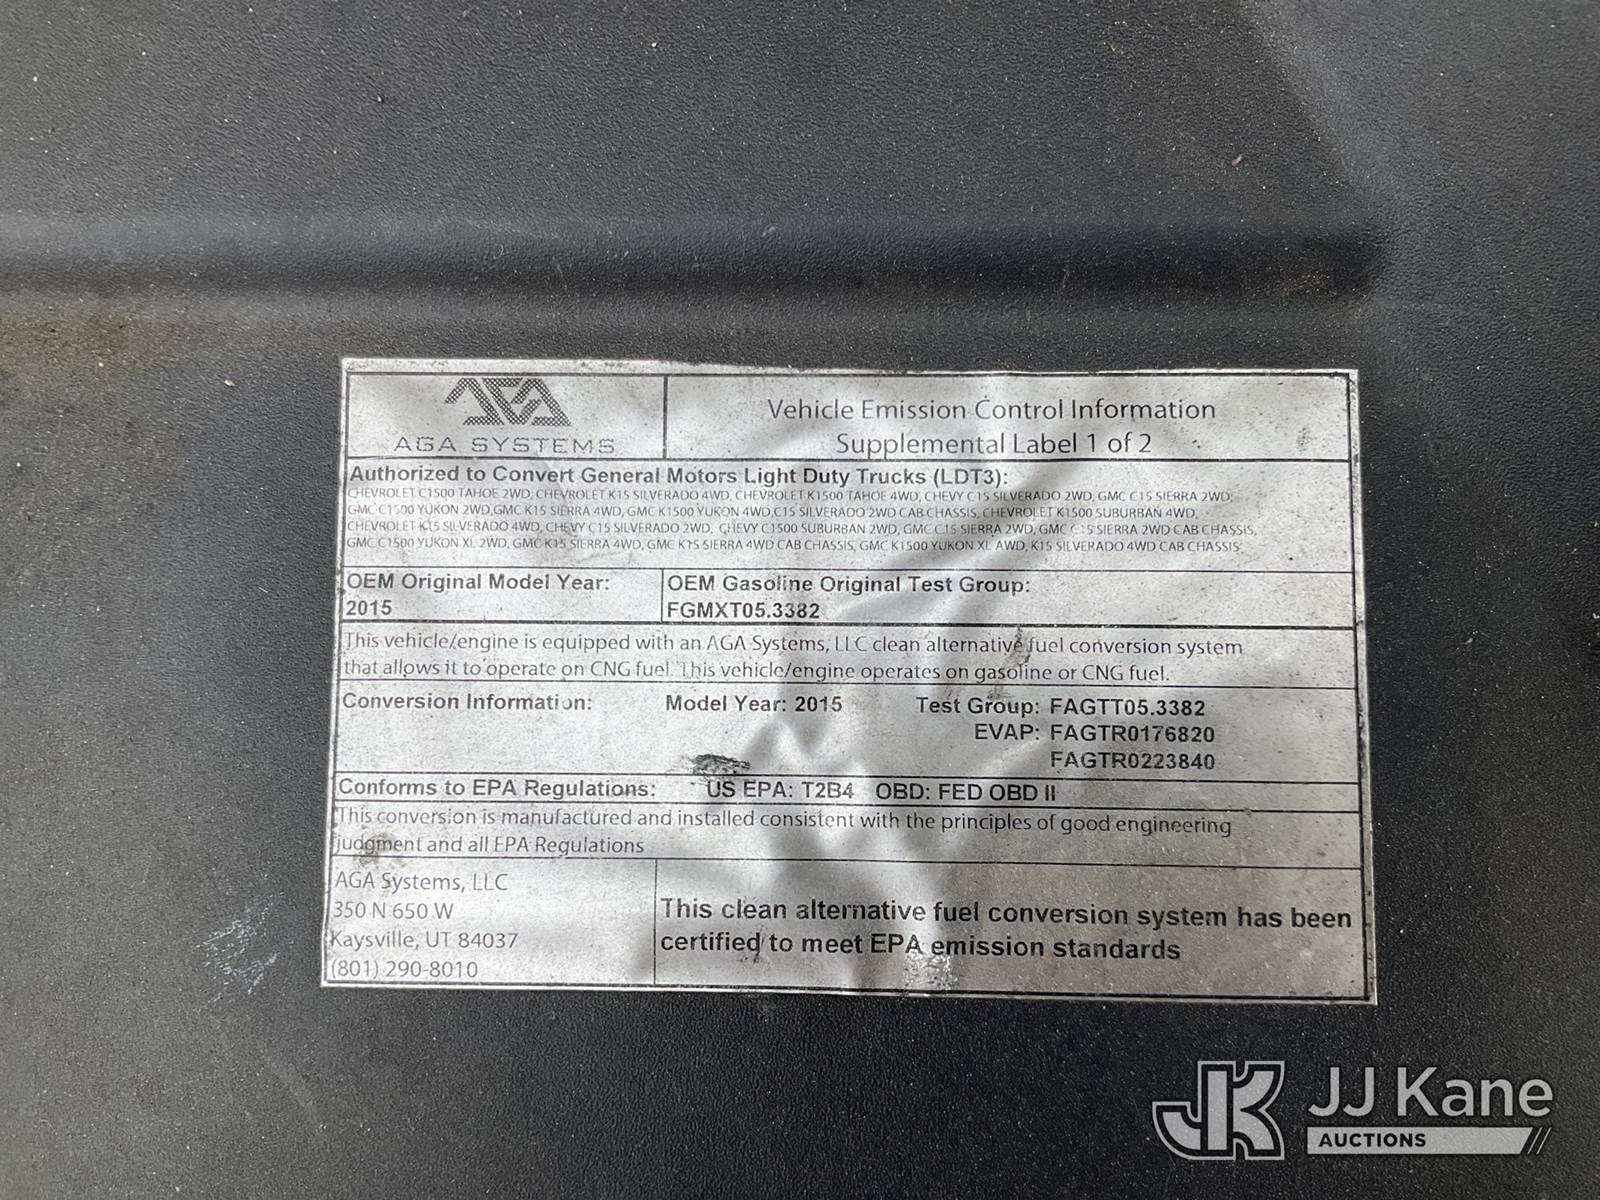 AGA SYSTEMS
Vehicle Emission Control Information
Supplemental Label 1 of 2
Authorized to Convert General Motors Light Duty Trucks (LDT3):
CHEVROLET C1500 TAHOE 2WD, CHEVROLET K15 SILVERADO 4WD, CHEVROLET K1500 TAHOE 4WD, CHEVY C15 SILVERADO 2WD, GMC C15 SIERRA 2WD,
GMC C1500 YUKON 2WD,GMC K15 SIERRA 4WD, GMC K1500 YUKON 4WD,C15 SILVERADO 2WD CAB CHASSIS, CHEVROLET K1500 SUBURBAN 4WD,
CHEVROLET K15 SILVERADO 4WD, CHEVY C15 SILVERADO 2WD, CHEVY C1500 SUBURBAN 2WD, GMC C15 SIERRA 2WD, GMC C15 SIERRA 2WD CAB CHASSIS,
GMC C1500 YUKON XL 2WD, GMC K15 SIERRA 4WD, GMC K15 SIERRA 4WD CAB CHASSIS, GMC K1500 YUKON XL AWD, K15 SILVERADO 4WD CAB CHASSIS
OEM Original Model Year:
2015
OEM Gasoline Original Test Group:
FGMXT05.3382
This vehicle/engine is equipped with an AGA Systems, LLC clean alternative fuel conversion system
that allows it to operate on CNG fuel. This vehicle/engine operates on gasoline or CNG fuel.
Conversion Information: Model Year: 2015 Test Group: FAGTT05.3382
EVAP: FAGTR0176820
FAGTR0223840
Conforms to EPA Regulations: US EPA: T2B4 OBD: FED OBD II
This conversion is manufactured and installed consistent with the principles of good engineering
judgment and all EPA Regulations
AGA Systems, LLC
350 N 650 W
Kaysville, UT 84037
(801) 290-8010
This clean alternative fuel conversion system has been
certified to meet EPA emission standards
JJ Kane
AUCTIONS